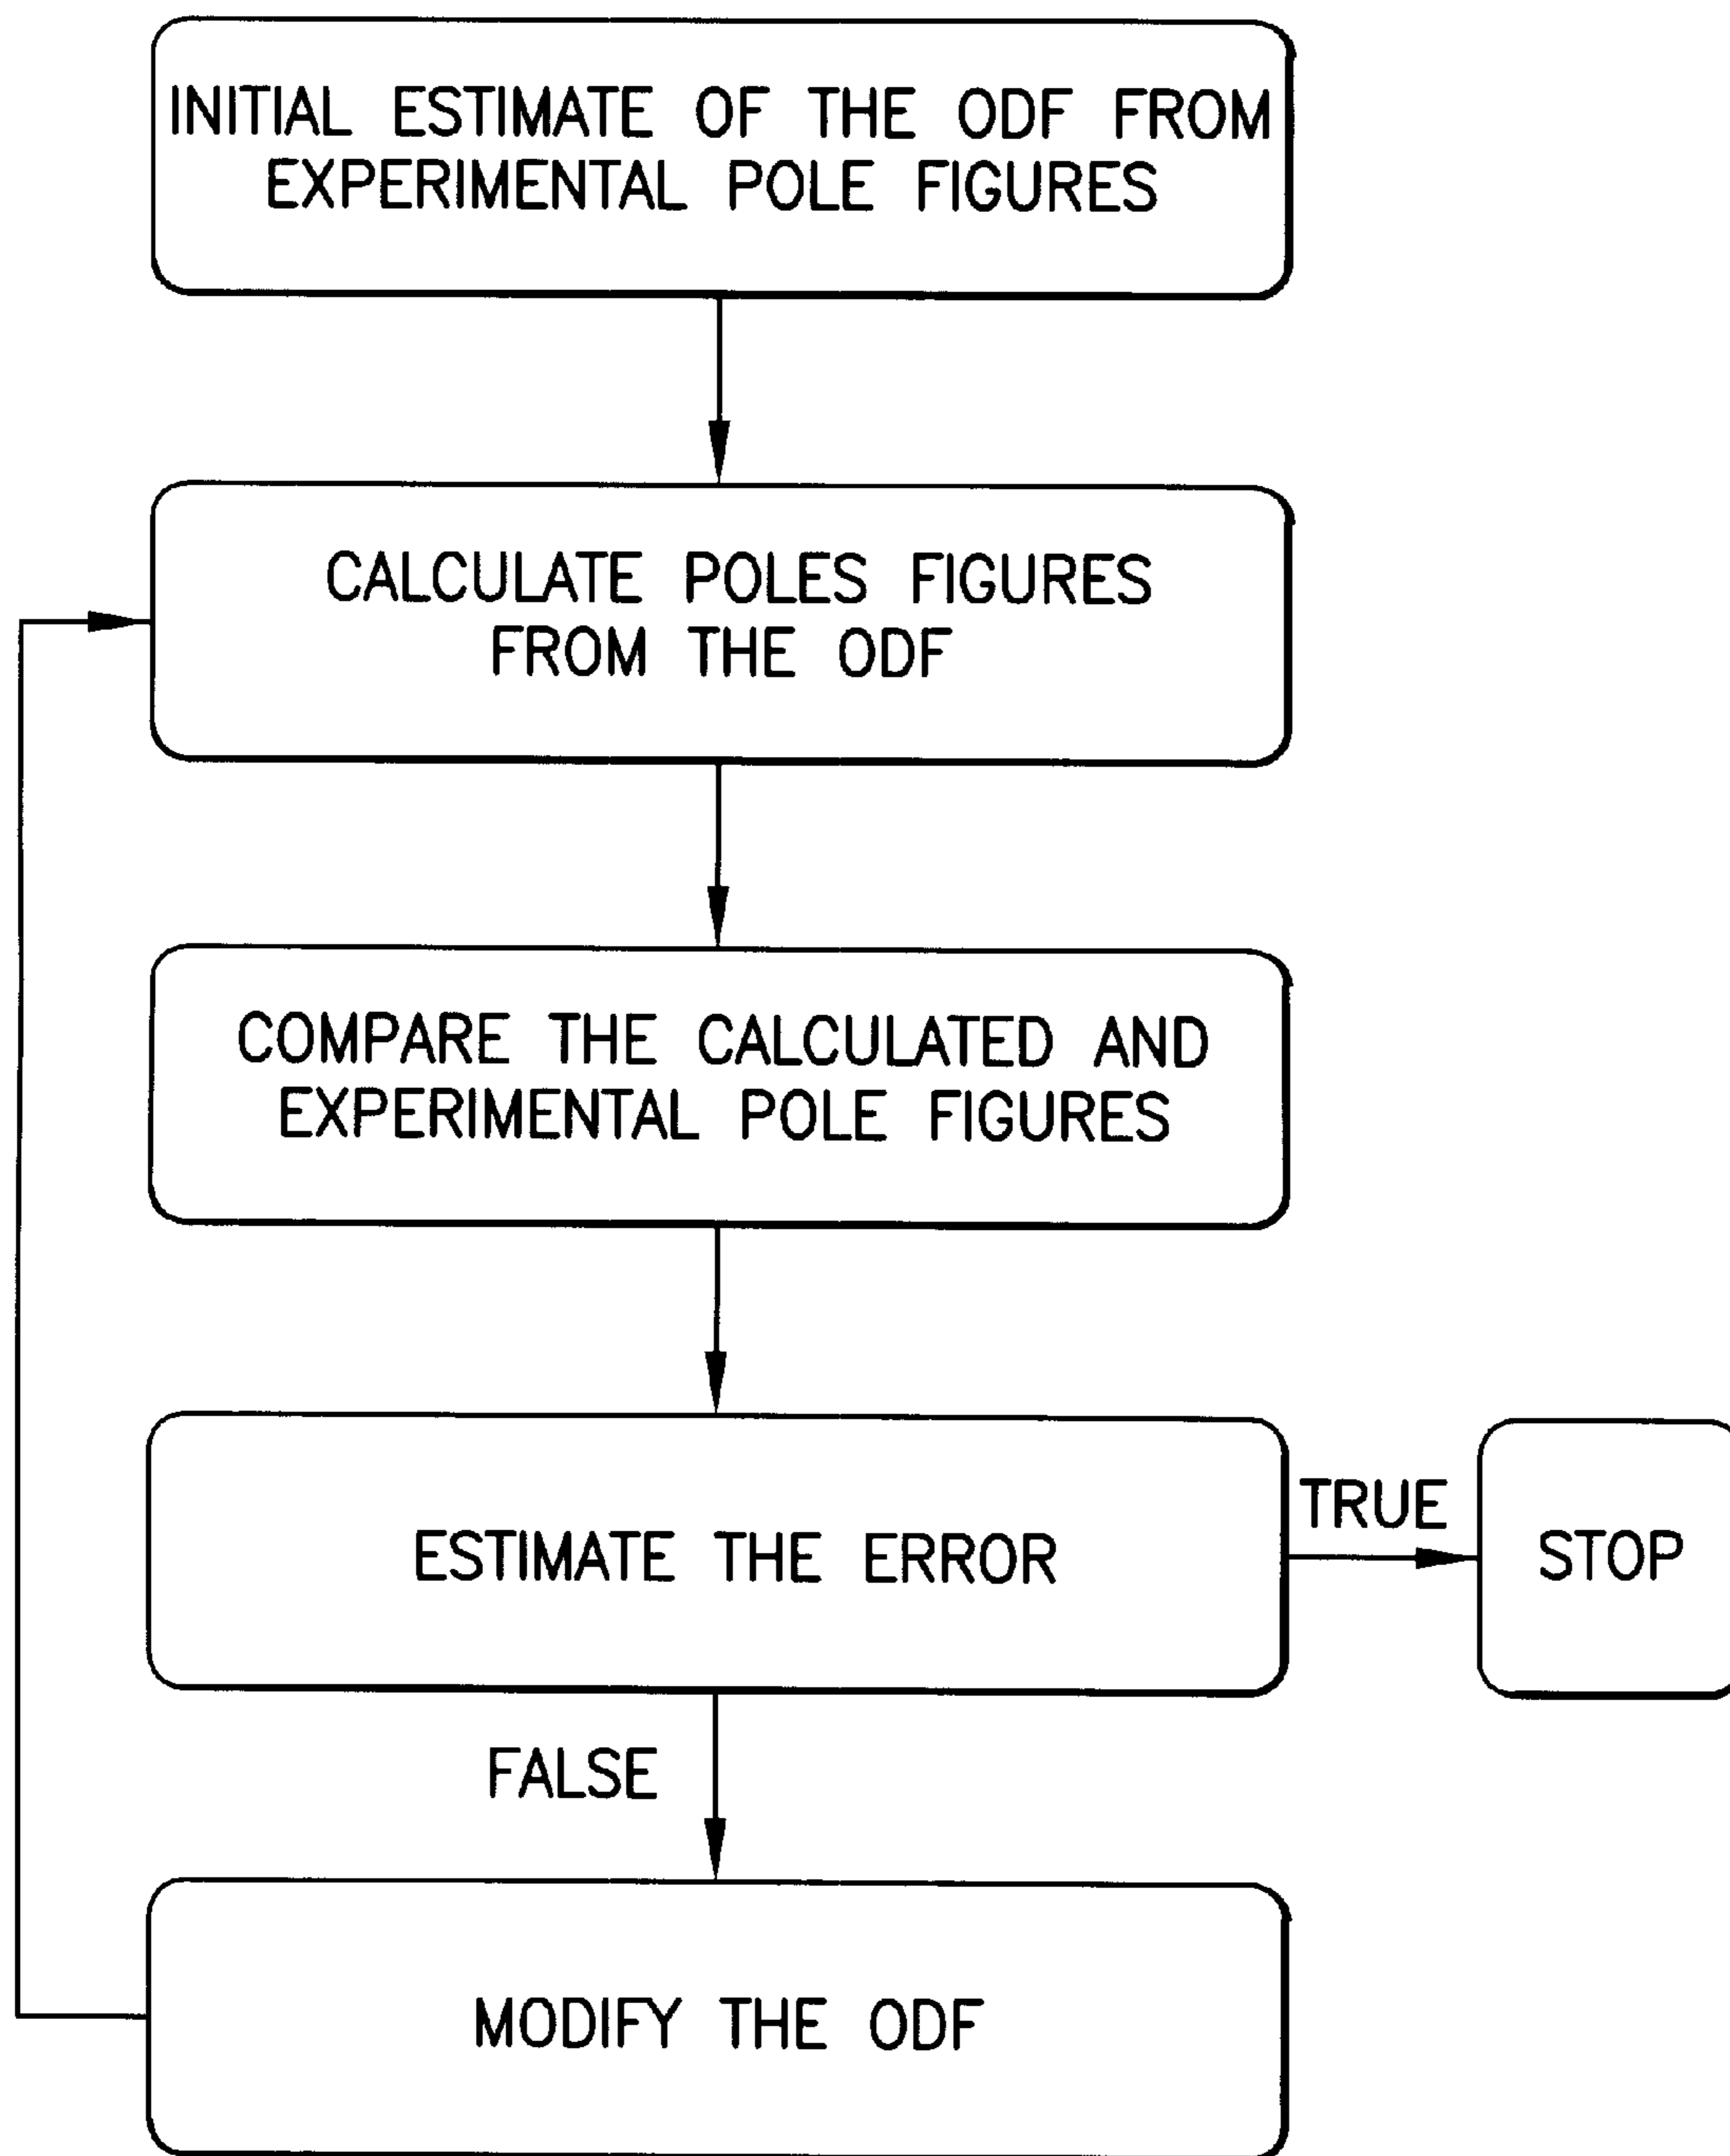 INITIAL ESTIMATE OF THE ODF FROM
EXPERIMENTAL POLE FIGURES
CALCULATE POLES FIGURES
FROM THE ODF
COMPARE THE CALCULATED AND
EXPERIMENTAL POLE FIGURES
ESTIMATE THE ERROR
TRUE
STOP
FALSE
MODIFY THE ODF